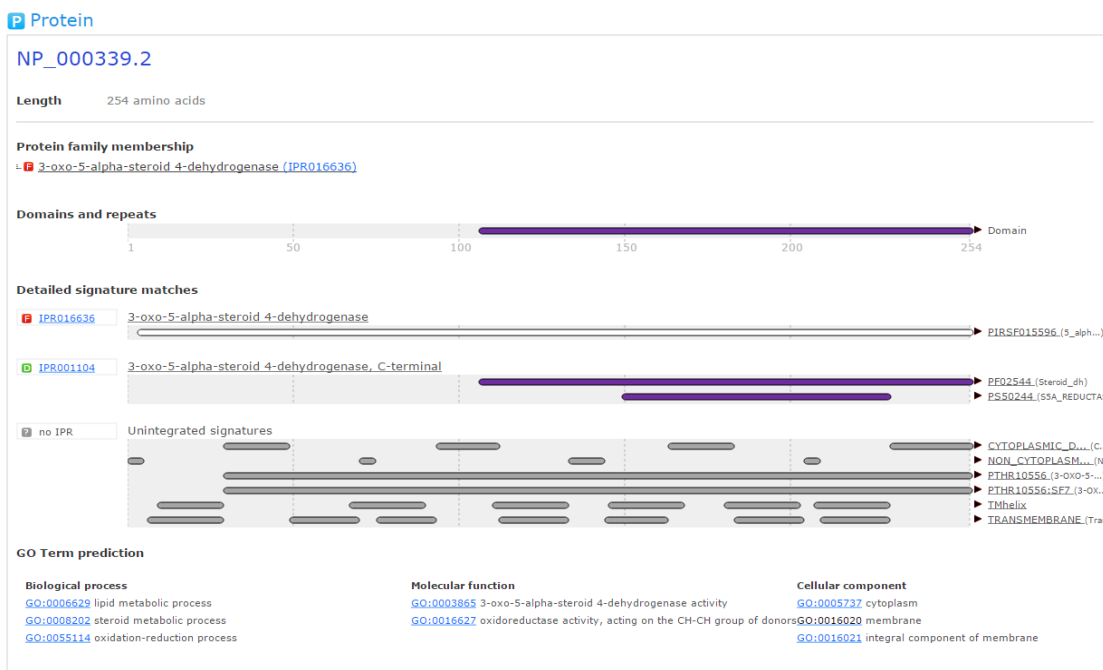 P Protein
NP_000339.2
Length 254 amino acids
Protein family membership
F 3-oxo-5-alpha-steroid 4-dehydrogenase (IPR016636)
Domains and repeats
Domain
1 50 100 150 200 254
Detailed signature matches
F IPR016636 3-oxo-5-alpha-steroid 4-dehydrogenase
PIRSF015596 (5_alph...)
D IPR001104 3-oxo-5-alpha-steroid 4-dehydrogenase, C-terminal
PF02544 (Steroid_dh)
PS50244 (S5A_REDUCTA
? no IPR Unintegrated signatures
CYTOPLASMIC_D... (C.
NON_CYTOPLASM... (N
PTHR10556 (3-OXO-5-...)
PTHR10556:SF7 (3-OX..
TMhelix
TRANSMEMBRANE (Tra
GO Term prediction
Biological process Molecular function Cellular component
GO:0006629 lipid metabolic process GO:0003865 3-oxo-5-alpha-steroid 4-dehydrogenase activity GO:0005737 cytoplasm
GO:0008202 steroid metabolic process GO:0016627 oxidoreductase activity, acting on the CH-CH group of donors GO:0016020 membrane
GO:0055114 oxidation-reduction process GO:0016021 integral component of membrane